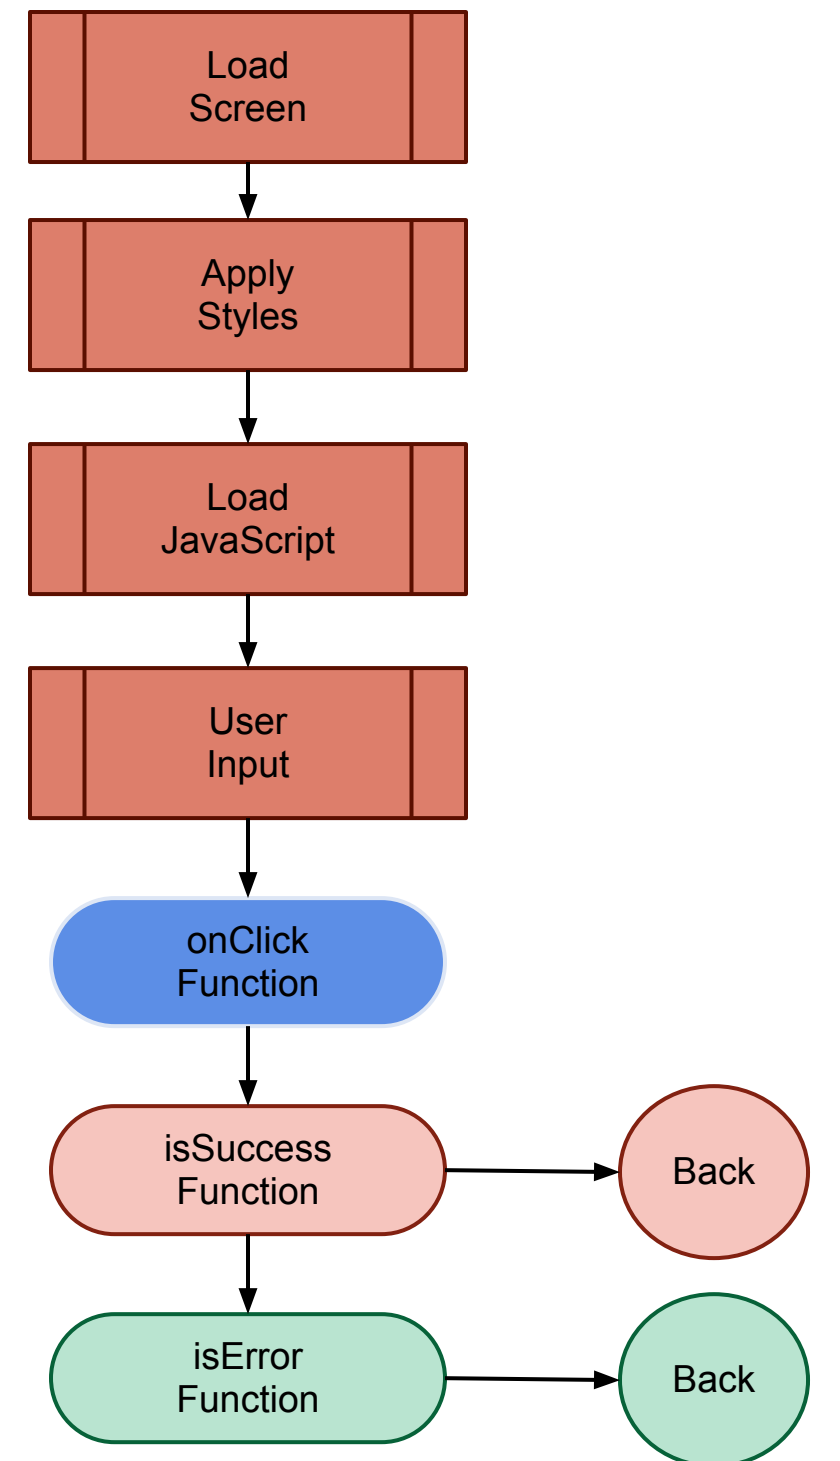 Load
Screen
Apply
Styles
Load
JavaScript
User
Input
onClick
Function
isSuccess
Function
Back
isError
Function
Back